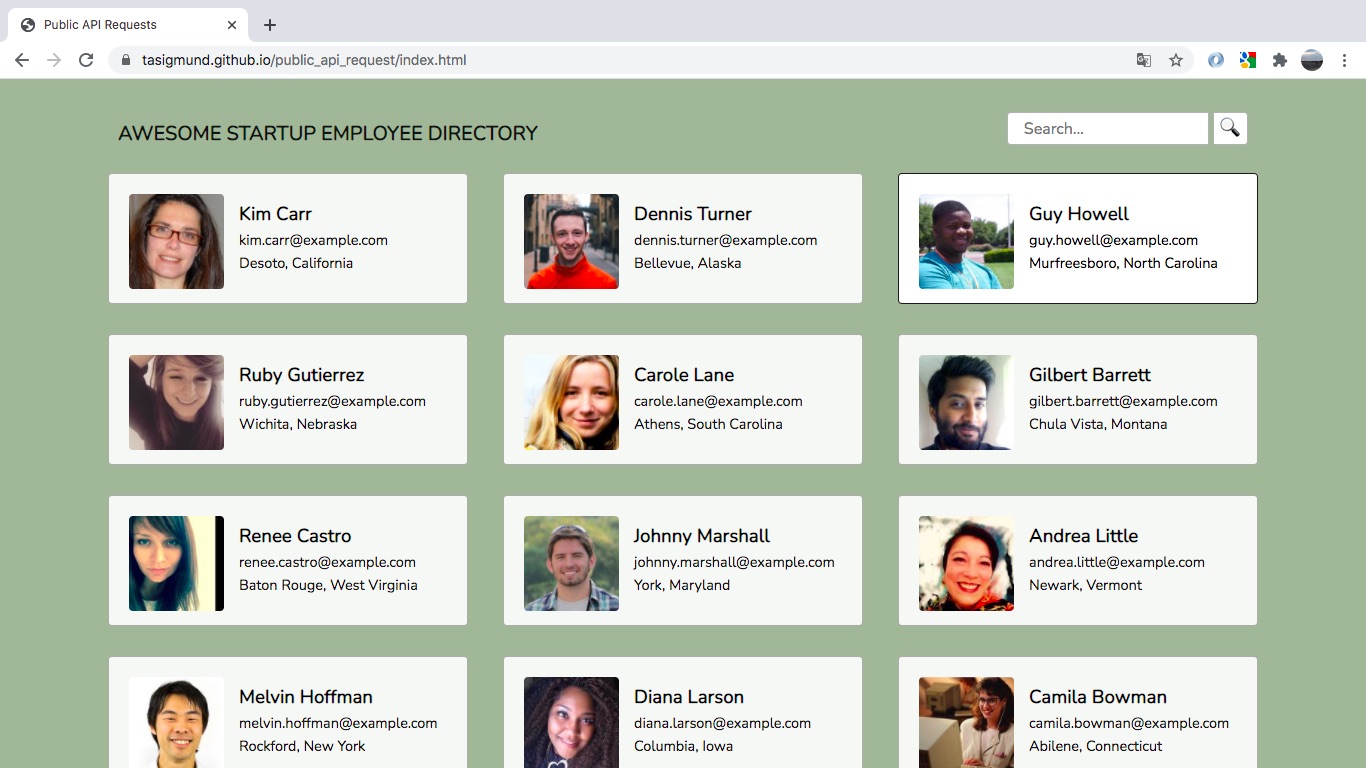 Public API Requests
tasigmund.github.io/public_api_request/index.html
AWESOME STARTUP EMPLOYEE DIRECTORY
Search...
Kim Carr
kim.carr@example.com
Desoto, California
Dennis Turner
dennis.turner@example.com
Bellevue, Alaska
Guy Howell
guy.howell@example.com
Murfreesboro, North Carolina
Ruby Gutierrez
ruby.gutierrez@example.com
Wichita, Nebraska
Carole Lane
carole.lane@example.com
Athens, South Carolina
Gilbert Barrett
gilbert.barrett@example.com
Chula Vista, Montana
Renee Castro
renee.castro@example.com
Baton Rouge, West Virginia
Johnny Marshall
johnny.marshall@example.com
York, Maryland
Andrea Little
andrea.little@example.com
Newark, Vermont
Melvin Hoffman
melvin.hoffman@example.com
Rockford, New York
Diana Larson
diana.larson@example.com
Columbia, Iowa
Camila Bowman
camila.bowman@example.com
Abilene, Connecticut